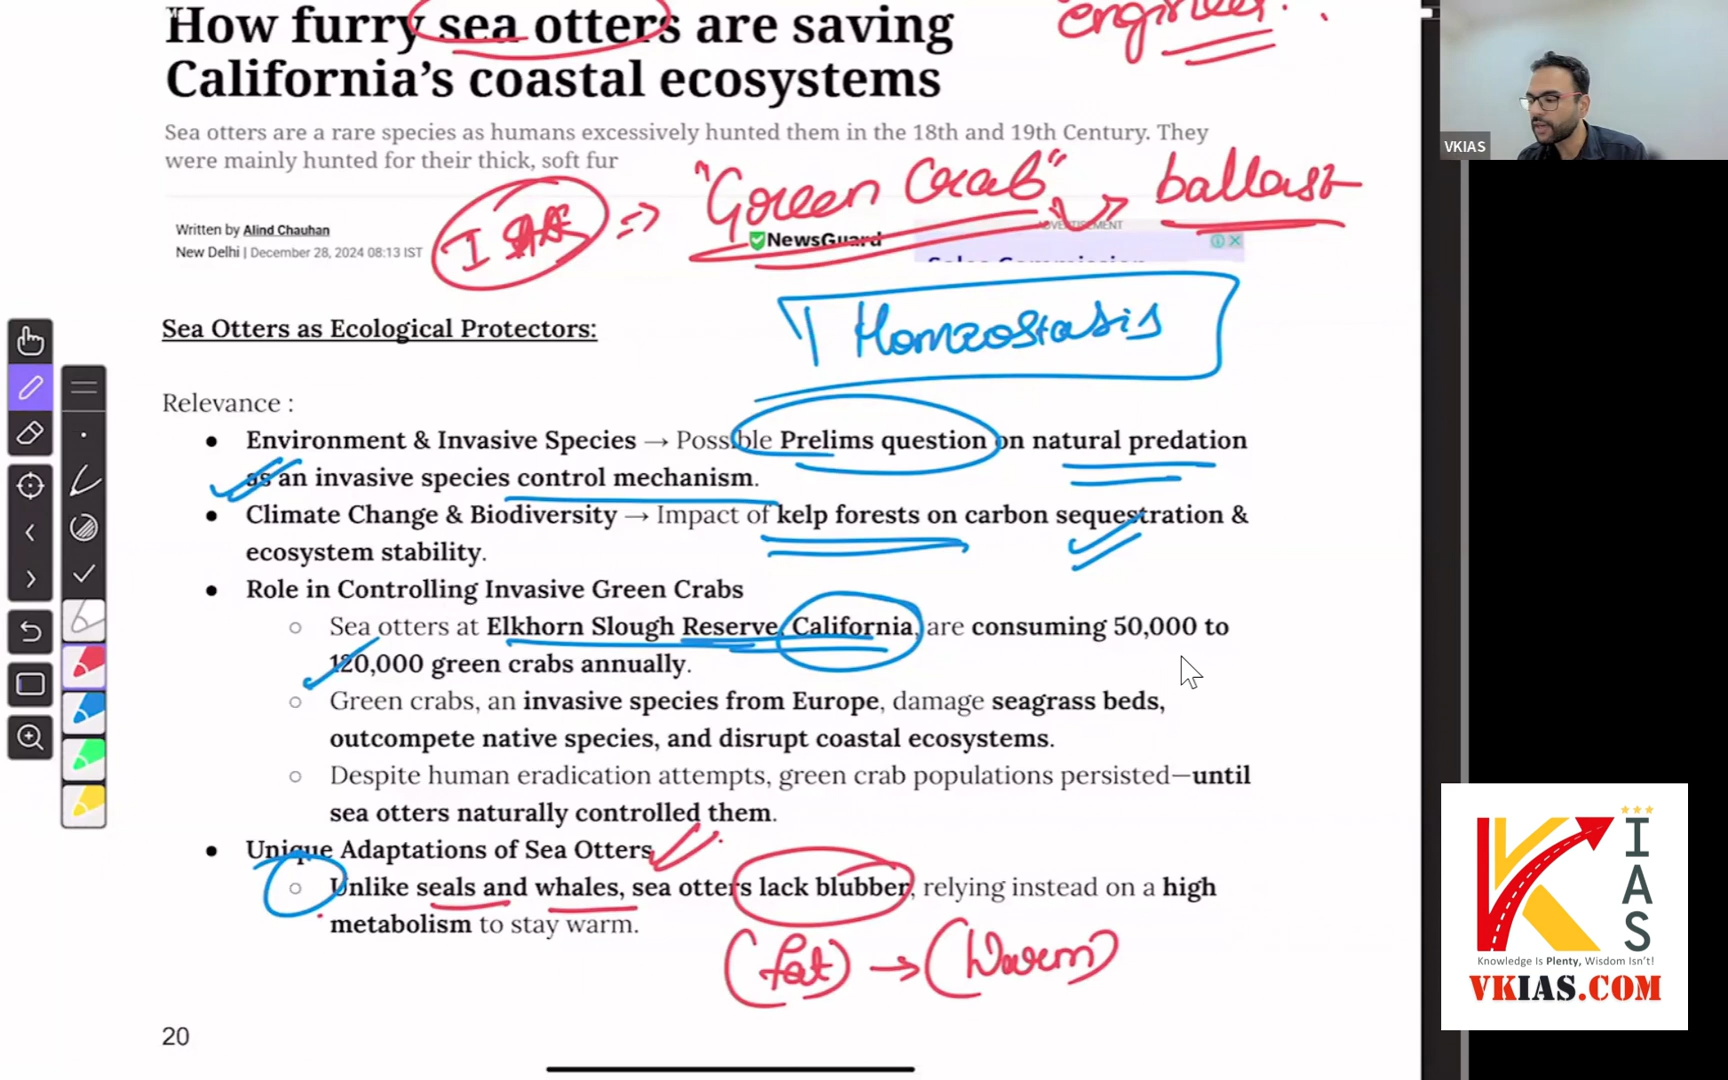 How furry sea otters are saving
engineer.
California's coastal ecosystems
Sea otters are a rare species as humans excessively hunted them in the 18th and 19th Century. They
were mainly hunted for their thick, soft fur
"Green Crab"
ballast
Written by Alind Chauhan
New Delhi | December 28, 2024 08:13 IST
NewsGuard
ADVERTISEMENT
Homeostasis
Sea Otters as Ecological Protectors:
Relevance :
● Environment & Invasive Species → Possible Prelims question on natural predation
as an invasive species control mechanism.
● Climate Change & Biodiversity → Impact of kelp forests on carbon sequestration &
ecosystem stability.
● Role in Controlling Invasive Green Crabs
○ Sea otters at Elkhorn Slough Reserve, California, are consuming 50,000 to
120,000 green crabs annually.
○ Green crabs, an invasive species from Europe, damage seagrass beds,
outcompete native species, and disrupt coastal ecosystems.
○ Despite human eradication attempts, green crab populations persisted—until
sea otters naturally controlled them.
● Unique Adaptations of Sea Otters
○ Unlike seals and whales, sea otters lack blubber, relying instead on a high
metabolism to stay warm.
(fat) → (Warm)
20
VKIAS
K IAS
Knowledge Is Plenty, Wisdom Isn't!
VKIAS.COM